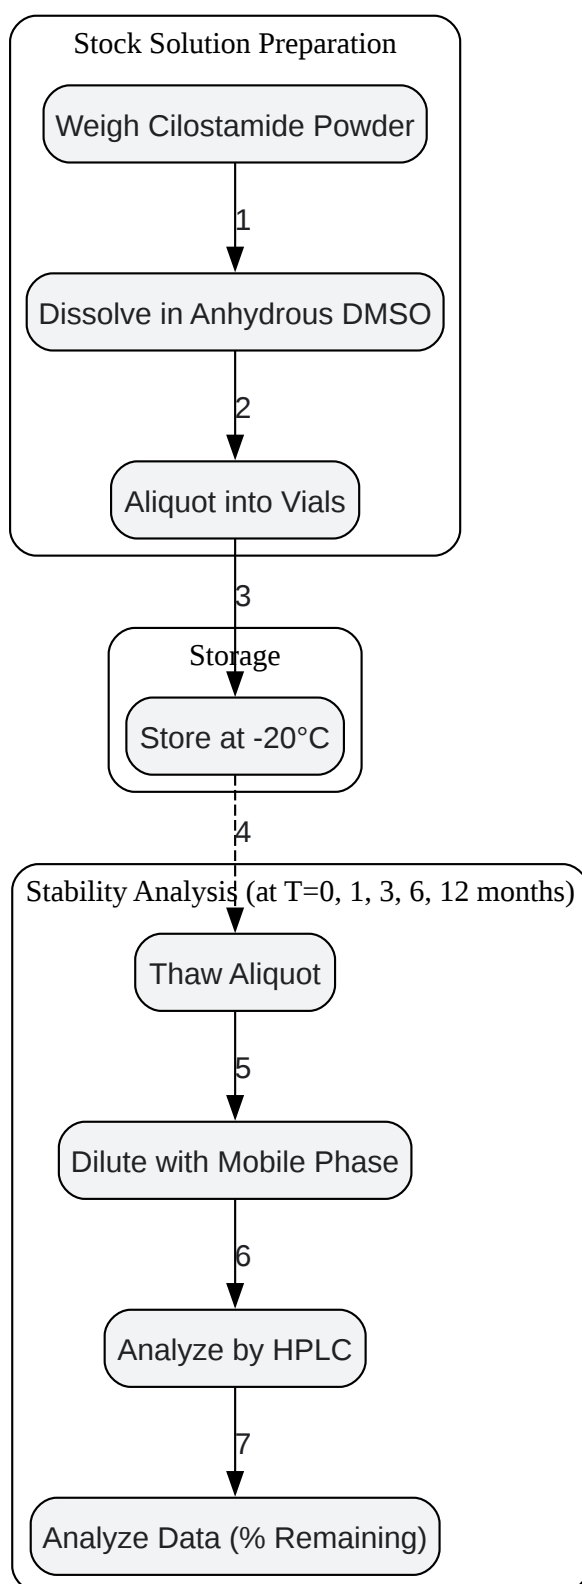 Stock Solution Preparation
Weigh Cilostamide Powder
1
Dissolve in Anhydrous DMSO
2
Aliquot into Vials
3
Storage
Store at -20°C
4
Stability Analysis (at T=0, 1, 3, 6, 12 months)
Thaw Aliquot
5
Dilute with Mobile Phase
6
Analyze by HPLC
7
Analyze Data (% Remaining)